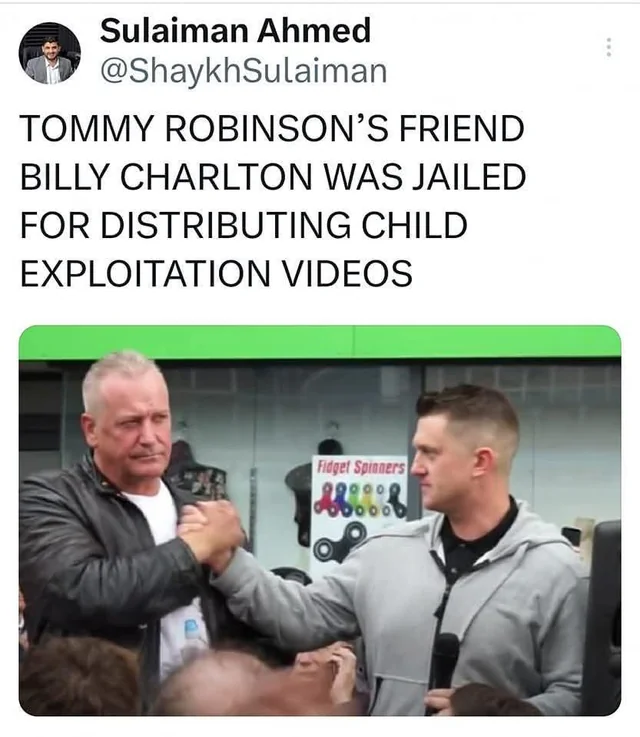 Sulaiman Ahmed
@ShaykhSulaiman
TOMMY ROBINSON’S FRIEND
BILLY CHARLTON WAS JAILED
FOR DISTRIBUTING CHILD
EXPLOITATION VIDEOS
Fidget Spinners